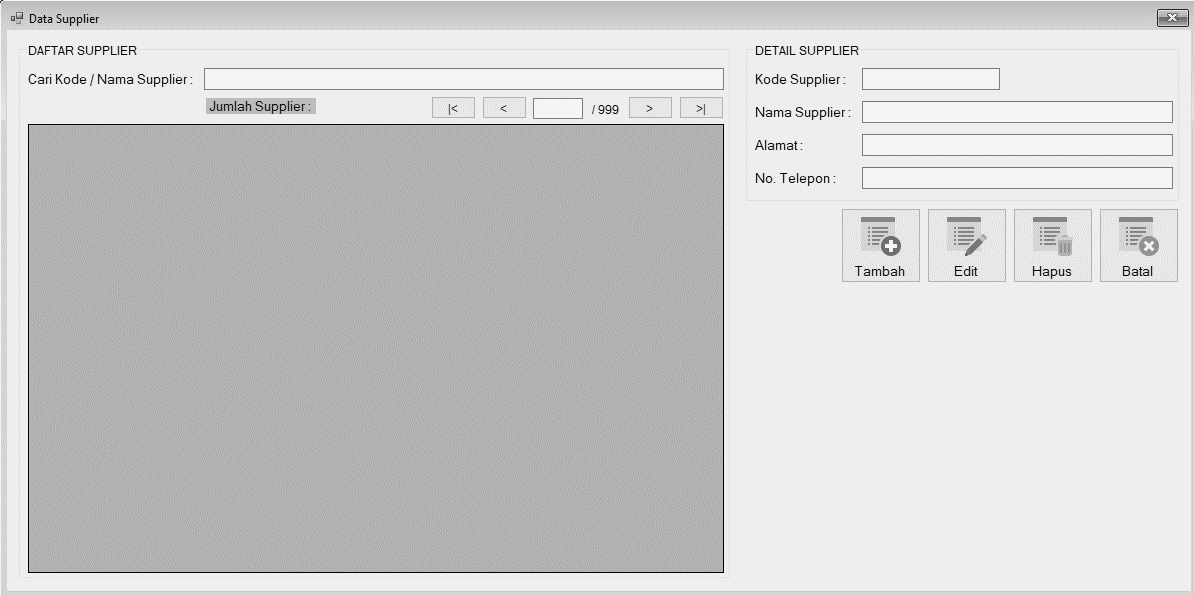 Data Supplier
DAFTAR SUPPLIER
Cari Kode / Nama Supplier :
Jumlah Supplier :
|< < / 999 > >|
DETAIL SUPPLIER
Kode Supplier :
Nama Supplier :
Alamat :
No. Telepon :
Tambah Edit Hapus Batal